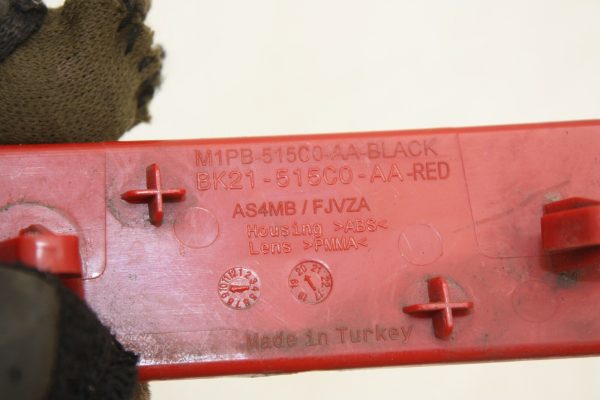 M1PB-515C0-AA-BLACK
BK21-515C0-AA-RED
AS4MB / FJVZA
Housing >ABS<
Lens >PMMA<
Made in Turkey